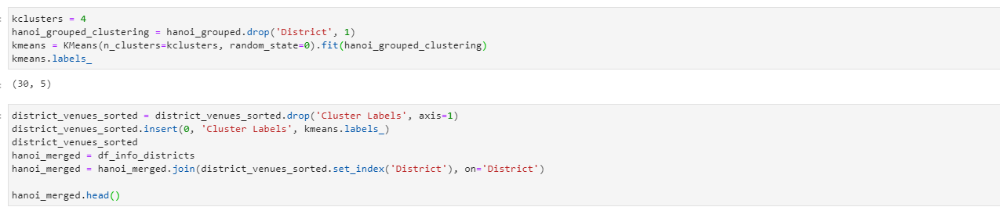 kclusters = 4
hanoi_grouped_clustering = hanoi_grouped.drop('District', 1)
kmeans = KMeans(n_clusters=kclusters, random_state=0).fit(hanoi_grouped_clustering)
kmeans.labels_
(30, 5)
district_venues_sorted = district_venues_sorted.drop('Cluster Labels', axis=1)
district_venues_sorted.insert(0, 'Cluster Labels', kmeans.labels_)
district_venues_sorted
hanoi_merged = df_info_districts
hanoi_merged = hanoi_merged.join(district_venues_sorted.set_index('District'), on='District')
hanoi_merged.head()